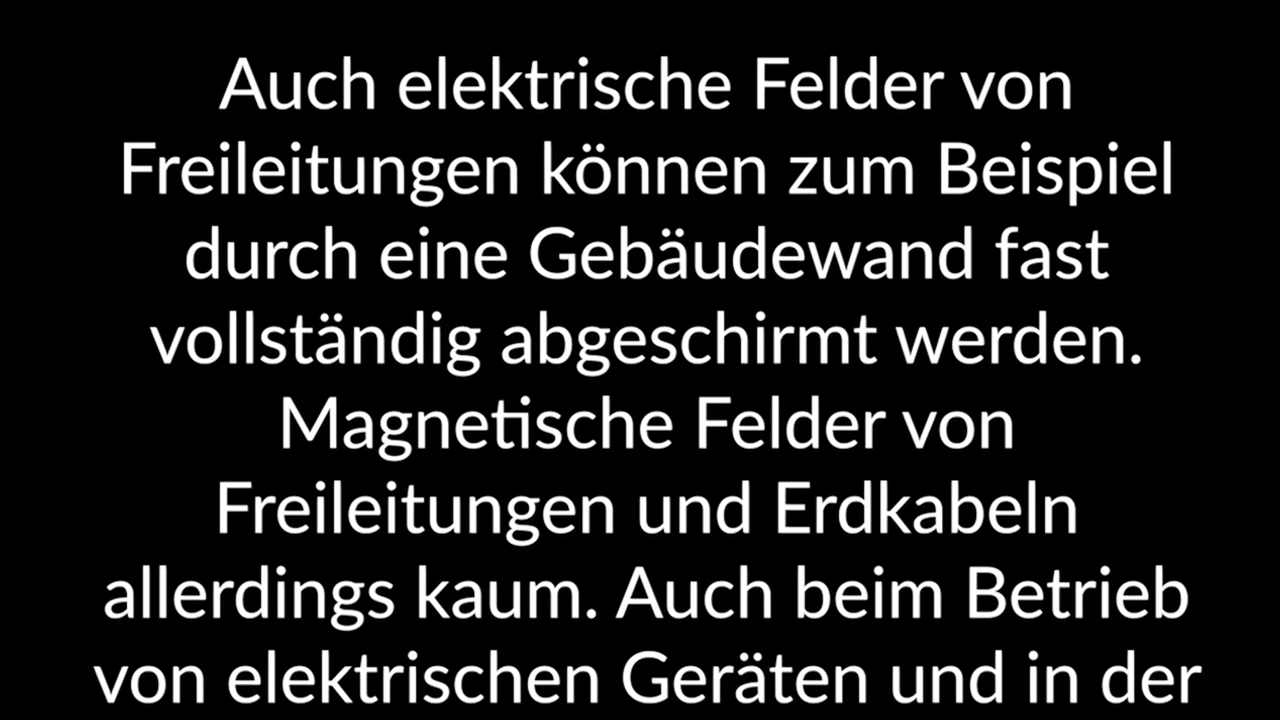 Auch elektrische Felder von
Freileitungen können zum Beispiel
durch eine Gebäudewand fast
vollständig abgeschirmt werden.
Magnetische Felder von
Freileitungen und Erdkabeln
allerdings kaum. Auch beim Betrieb
von elektrischen Geräten und in der